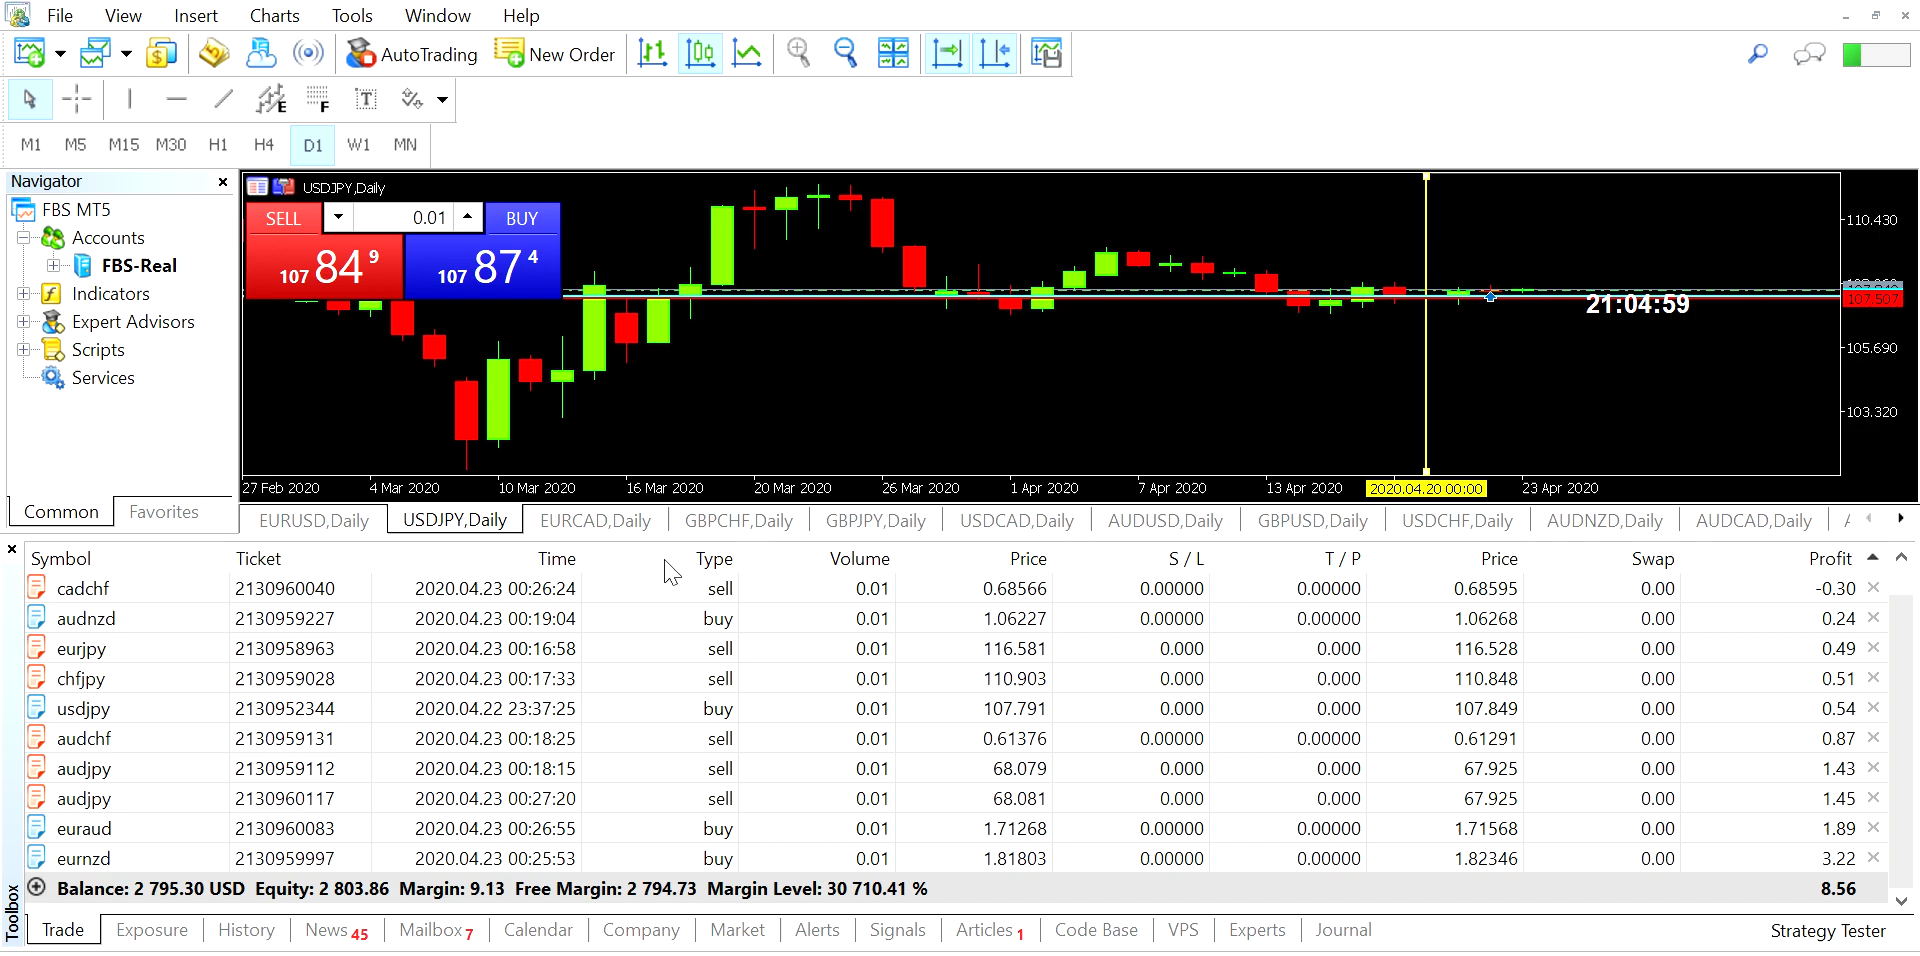 File View Insert Charts Tools Window Help
AutoTrading New Order
E F T
M1 M5 M15 M30 H1 H4 D1 W1 MN
Navigator
FBS MT5
Accounts
FBS-Real
Indicators
Expert Advisors
Scripts
Services
Common Favorites
USDJPY,Daily
SELL 0.01 BUY
107 84 9 107 87 4
21:04:59
110.430
107.507
105.690
103.320
27 Feb 2020 4 Mar 2020 10 Mar 2020 16 Mar 2020 20 Mar 2020 26 Mar 2020 1 Apr 2020 7 Apr 2020 13 Apr 2020 2020.04.20 00:00 23 Apr 2020
EURUSD,Daily USDJPY,Daily EURCAD,Daily GBPCHF,Daily GBPJPY,Daily USDCAD,Daily AUDUSD,Daily GBPUSD,Daily USDCHF,Daily AUDNZD,Daily AUDCAD,Daily
Symbol Ticket Time Type Volume Price S / L T / P Price Swap Profit
cadchf 2130960040 2020.04.23 00:26:24 sell 0.01 0.68566 0.00000 0.00000 0.68595 0.00 -0.30
audnzd 2130959227 2020.04.23 00:19:04 buy 0.01 1.06227 0.00000 0.00000 1.06268 0.00 0.24
eurjpy 2130958963 2020.04.23 00:16:58 sell 0.01 116.581 0.000 0.000 116.528 0.00 0.49
chfjpy 2130959028 2020.04.23 00:17:33 sell 0.01 110.903 0.000 0.000 110.848 0.00 0.51
usdjpy 2130952344 2020.04.22 23:37:25 buy 0.01 107.791 0.000 0.000 107.849 0.00 0.54
audchf 2130959131 2020.04.23 00:18:25 sell 0.01 0.61376 0.00000 0.00000 0.61291 0.00 0.87
audjpy 2130959112 2020.04.23 00:18:15 sell 0.01 68.079 0.000 0.000 67.925 0.00 1.43
audjpy 2130960117 2020.04.23 00:27:20 sell 0.01 68.081 0.000 0.000 67.925 0.00 1.45
euraud 2130960083 2020.04.23 00:26:55 buy 0.01 1.71268 0.00000 0.00000 1.71568 0.00 1.89
eurnzd 2130959997 2020.04.23 00:25:53 buy 0.01 1.81803 0.00000 0.00000 1.82346 0.00 3.22
Balance: 2 795.30 USD Equity: 2 803.86 Margin: 9.13 Free Margin: 2 794.73 Margin Level: 30 710.41 % 8.56
Toolbox
Trade Exposure History News 45 Mailbox 7 Calendar Company Market Alerts Signals Articles 1 Code Base VPS Experts Journal Strategy Tester